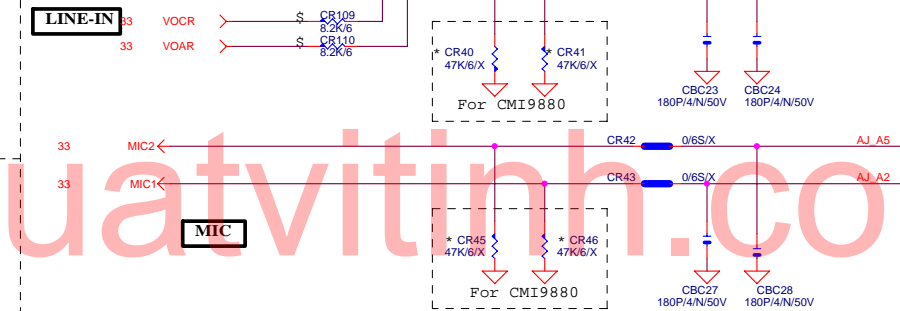 LINE-IN
33 VOCR $ CR109
8.2K/6
33 VOAR $ CR110
8.2K/6
* CR40
47K/6/X
* CR41
47K/6/X
For CMI9880
CBC23
180P/4/N/50V
CBC24
180P/4/N/50V
33 MIC2 CR42 0/6S/X AJ_A5
33 MIC1 CR43 0/6S/X AJ_A2
uatvitinh.co
MIC
* CR45
47K/6/X
* CR46
47K/6/X
For CMI9880
CBC27
180P/4/N/50V
CBC28
180P/4/N/50V